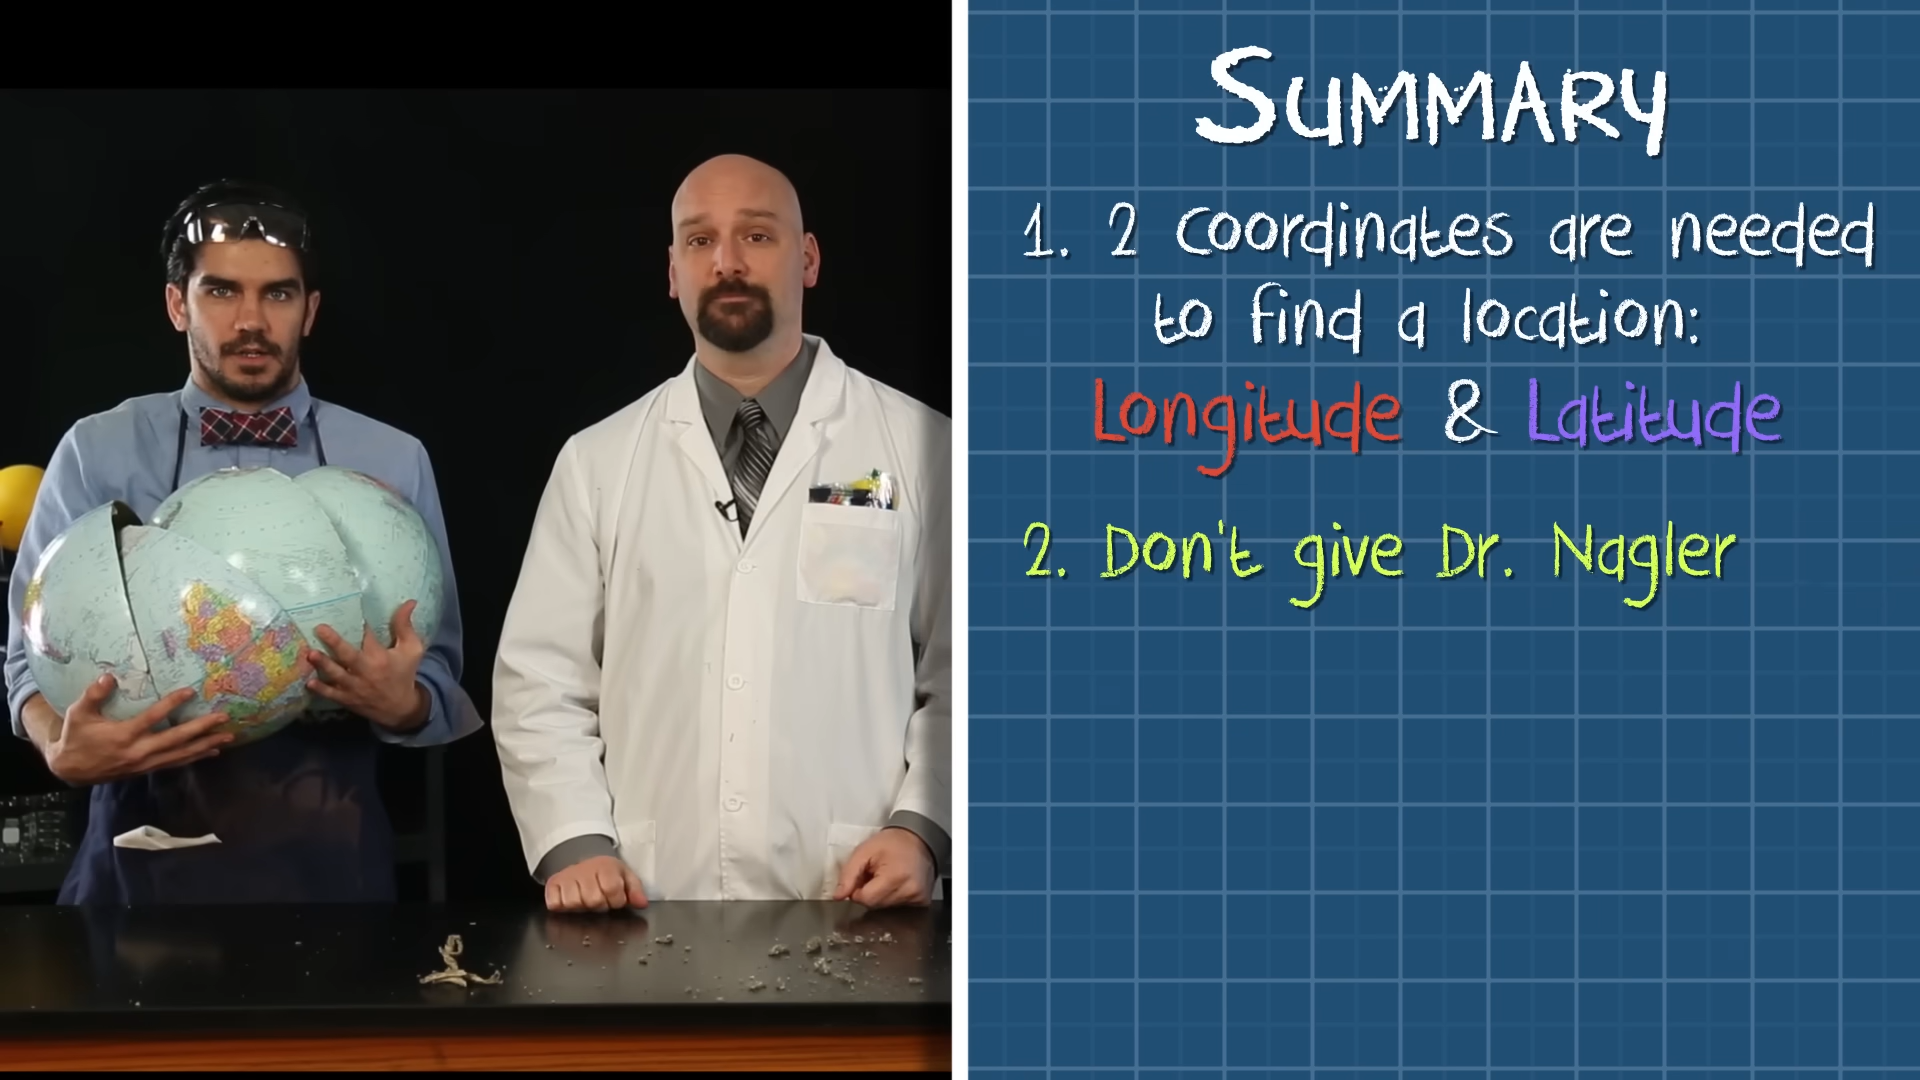 Summary
1. 2 coordinates are needed
to find a location:
Longitude & Latitude
2. Don't give Dr. Nagler